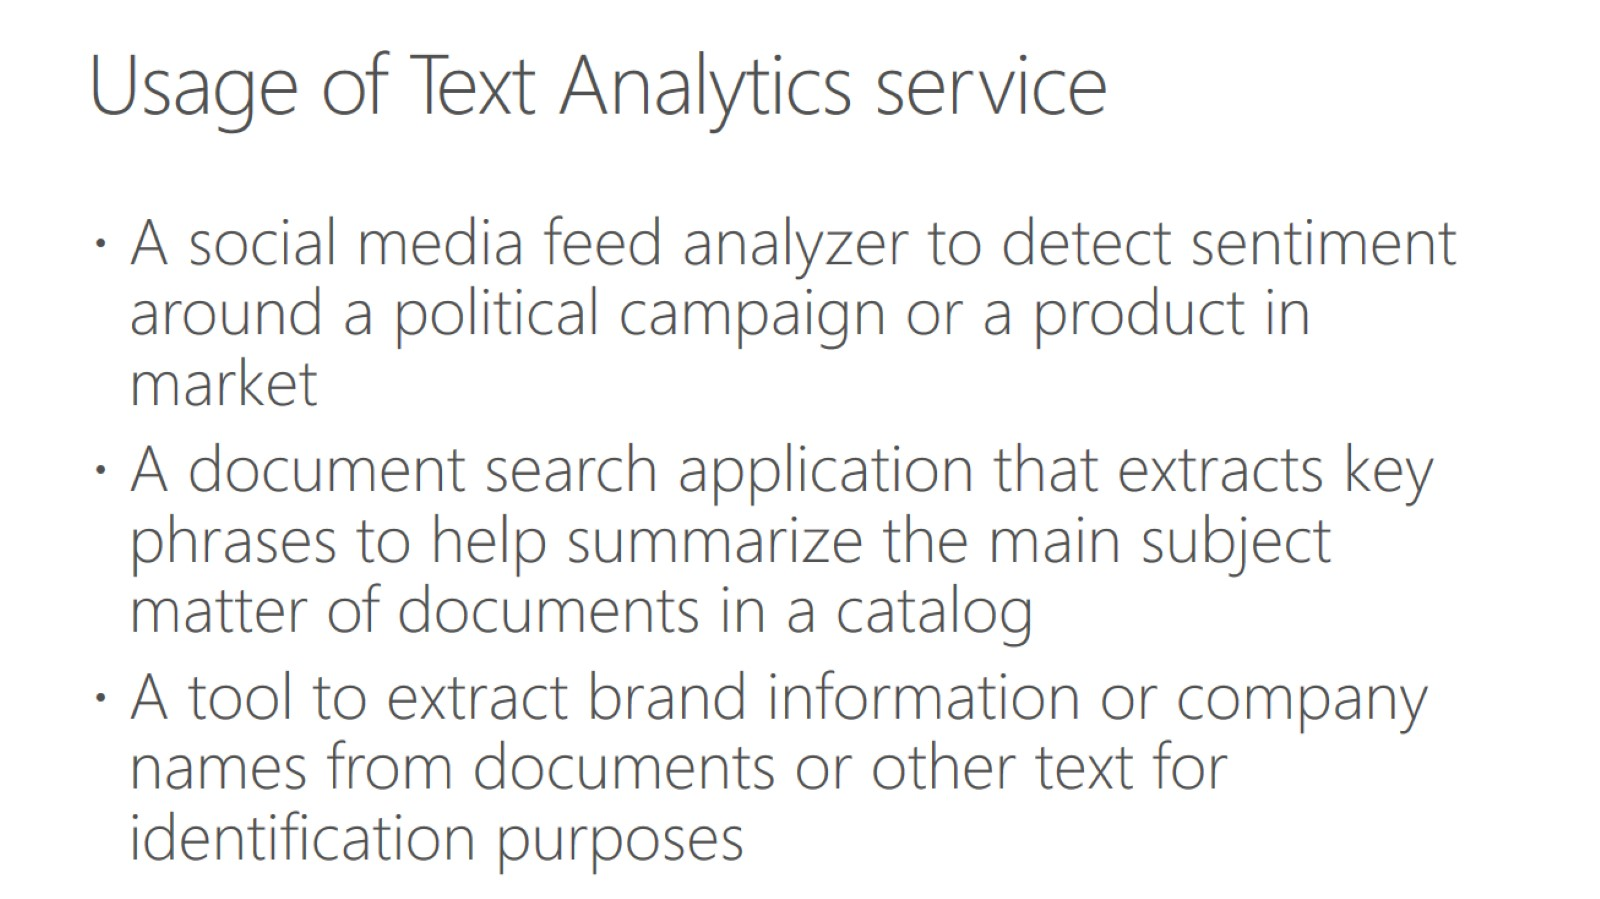 Usage of Text Analytics service
· A social media feed analyzer to detect sentiment
around a political campaign or a product in
market
· A document search application that extracts key
phrases to help summarize the main subject
matter of documents in a catalog
· A tool to extract brand information or company
names from documents or other text for
identification purposes